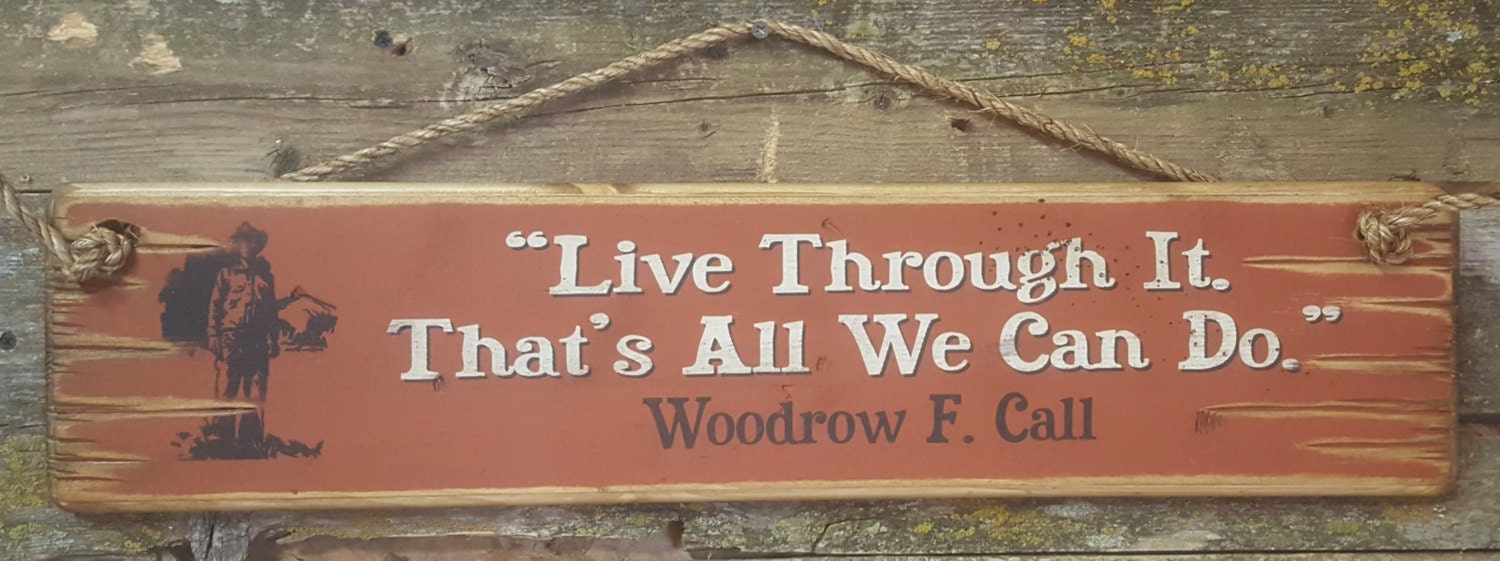 “Live Through It.
That’s All We Can Do.”
Woodrow F. Call